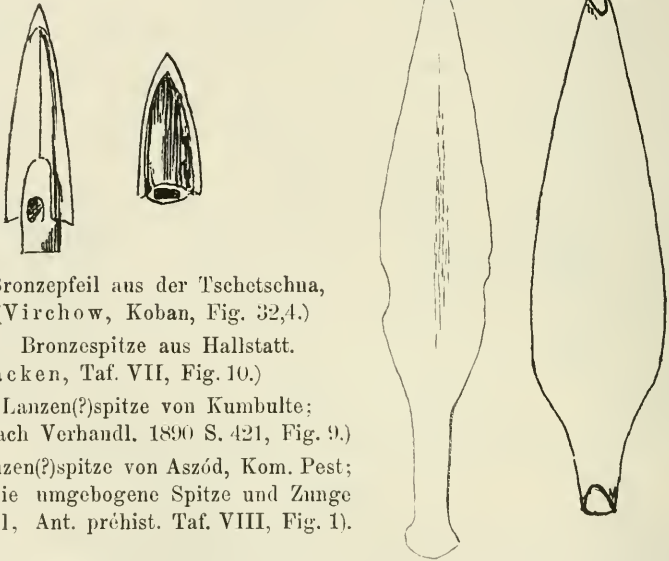 Bronzepfeil aus der Tschetschna,
(Virchow, Koban, Fig. 32,4.)
Bronzespitze aus Hallstatt.
acken, Taf. VII, Fig. 10.)
Lanzen(?)spitze von Kumbulte;
ach Verhandl. 1890 S. 421, Fig. 9.)
nzen(?)spitze von Aszód, Kom. Pest;
ie umgebogene Spitze und Zunge
l, Ant. préhist. Taf. VIII, Fig. 1).